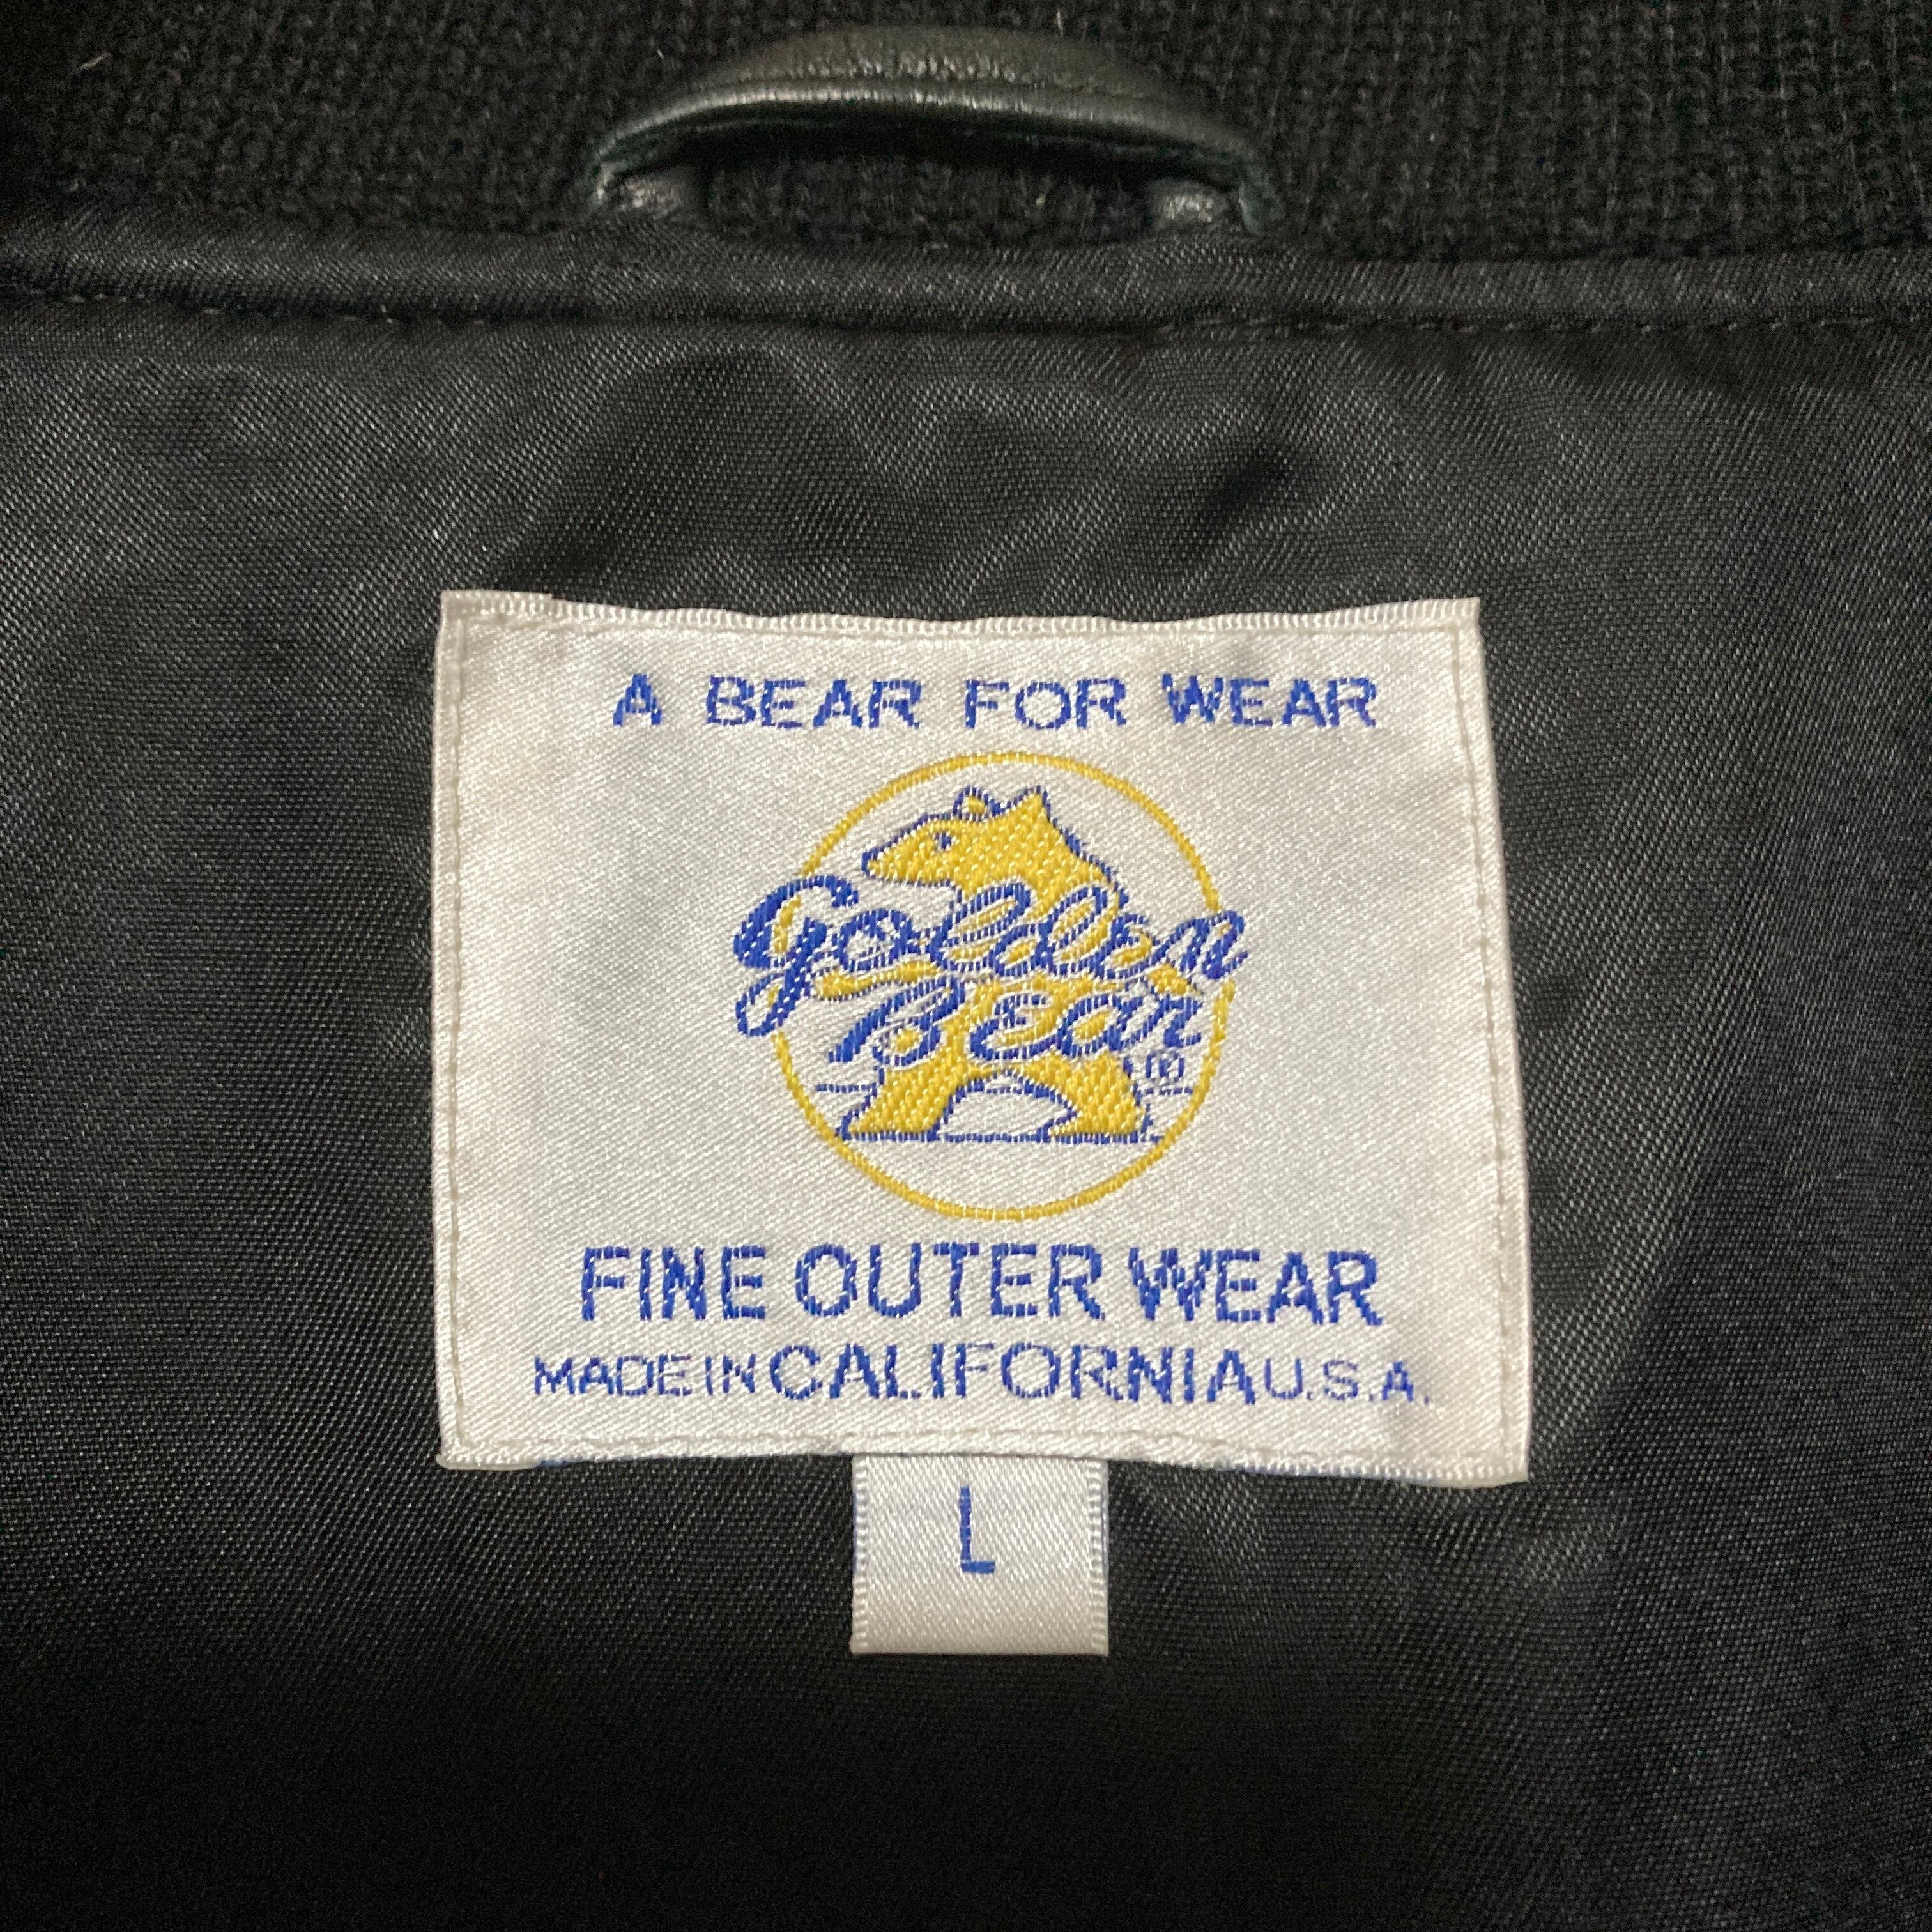 A BEAR FOR WEAR
Golden
Bear ®
FINE OUTER WEAR
MADE IN CALIFORNIA U.S.A.
L